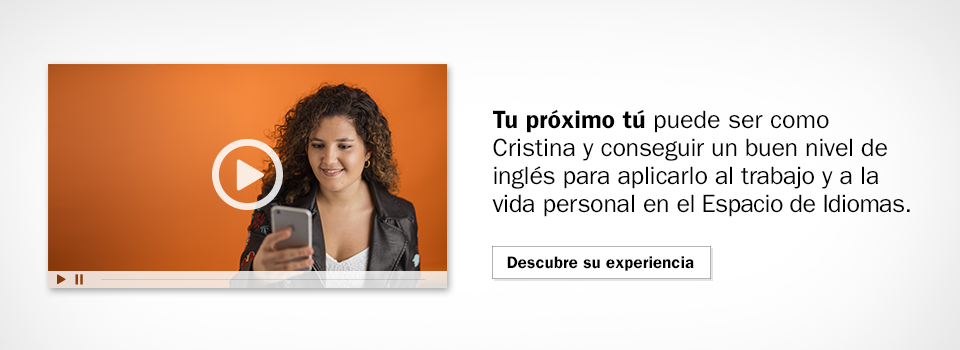 Tu próximo tú puede ser como
Cristina y conseguir un buen nivel de
inglés para aplicarlo al trabajo y a la
vida personal en el Espacio de Idiomas.
Descubre su experiencia